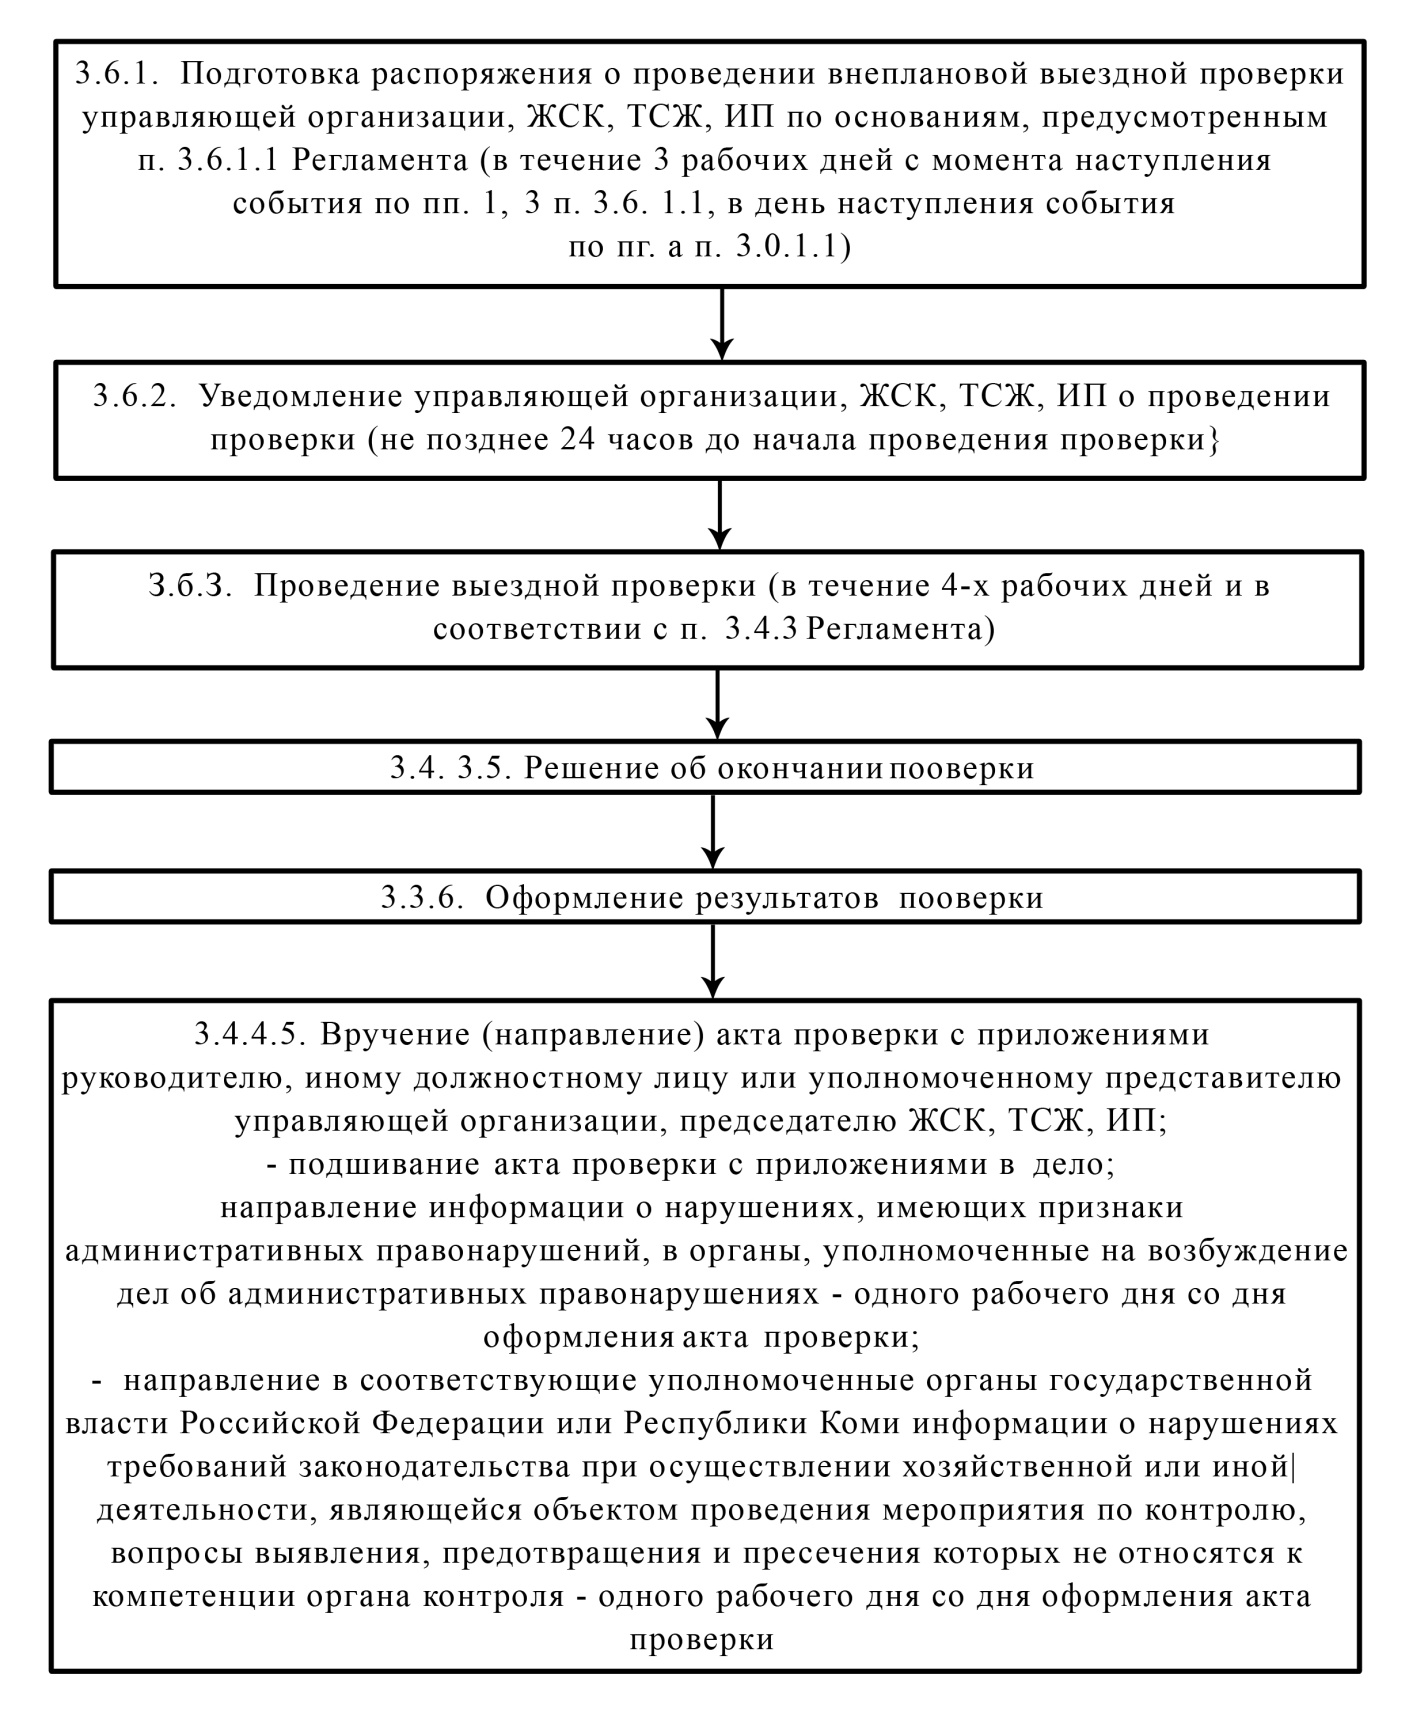 3.6.1. Подготовка распоряжения о проведении внеплановой выездной проверки
управляющей организации, ЖСК, ТСЖ, ИП по основаниям, предусмотренным
п. 3.6.1.1 Регламента (в течение 3 рабочих дней с момента наступления
события по пп. 1, 3 п. 3.6. 1.1, в день наступления события
по пг. а п. 3.0.1.1)
3.6.2. Уведомление управляющей организации, ЖСК, ТСЖ, ИП о проведении
проверки (не позднее 24 часов до начала проведения проверки}
З.б.З. Проведение выездной проверки (в течение 4-х рабочих дней и в
соответствии с п. 3.4.3 Регламента)
3.4. 3.5. Решение об окончании пооверки
3.3.6. Оформление результатов пооверки
3.4.4.5. Вручение (направление) акта проверки с приложениями
руководителю, иному должностному лицу или уполномоченному представителю
управляющей организации, председателю ЖСК, ТСЖ, ИП;
- подшивание акта проверки с приложениями в дело;
направление информации о нарушениях, имеющих признаки
административных правонарушений, в органы, уполномоченные на возбуждение
дел об административных правонарушениях - одного рабочего дня со дня
оформления акта проверки;
- направление в соответствующие уполномоченные органы государственной
власти Российской Федерации или Республики Коми информации о нарушениях
требований законодательства при осуществлении хозяйственной или иной|
деятельности, являющейся объектом проведения мероприятия по контролю,
вопросы выявления, предотвращения и пресечения которых не относятся к
компетенции органа контроля - одного рабочего дня со дня оформления акта
проверки